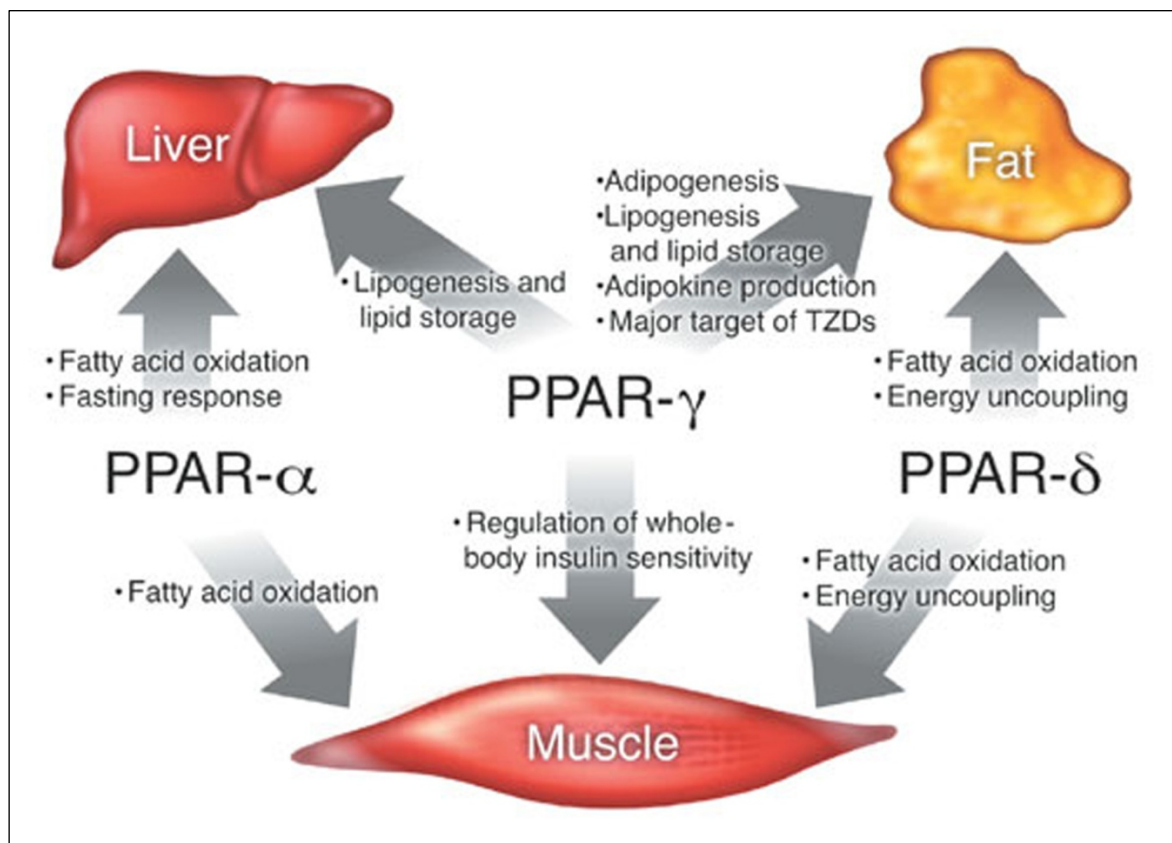 Liver
Fat
•Adipogenesis
•Lipogenesis
and lipid storage
•Adipokine production
•Major target of TZDs
•Lipogenesis and
lipid storage
•Fatty acid oxidation
•Fasting response
•Fatty acid oxidation
•Energy uncoupling
PPAR-γ
PPAR-α
PPAR-δ
•Regulation of whole-
body insulin sensitivity
•Fatty acid oxidation
•Fatty acid oxidation
•Energy uncoupling
Muscle